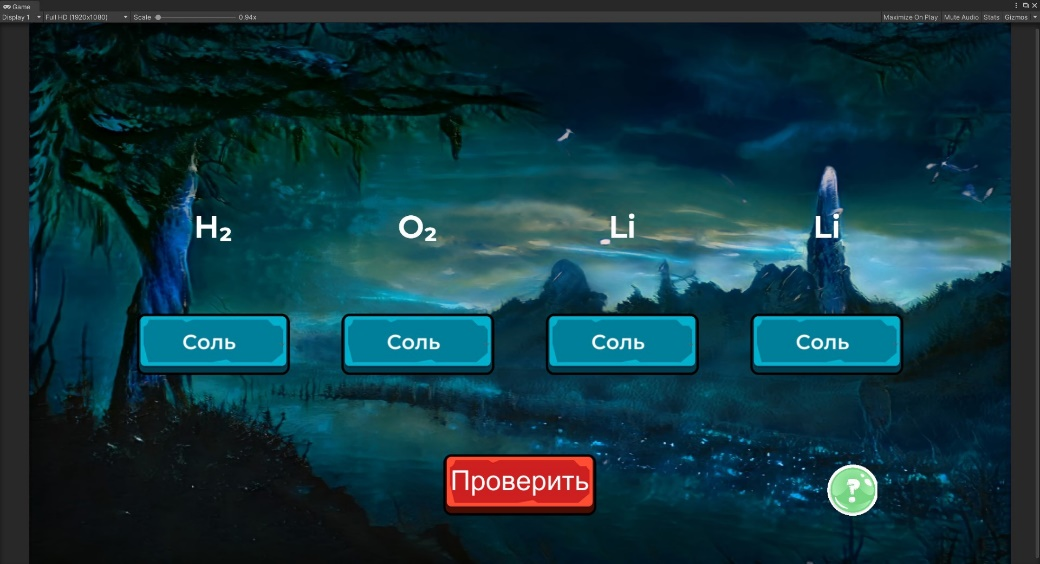 Game
Display 1 Full HD (1920x1080) Scale 0.94x Maximize On Play Mute Audio Stats Gizmos
H₂ O₂ Li Li
Соль Соль Соль Соль
Проверить ?